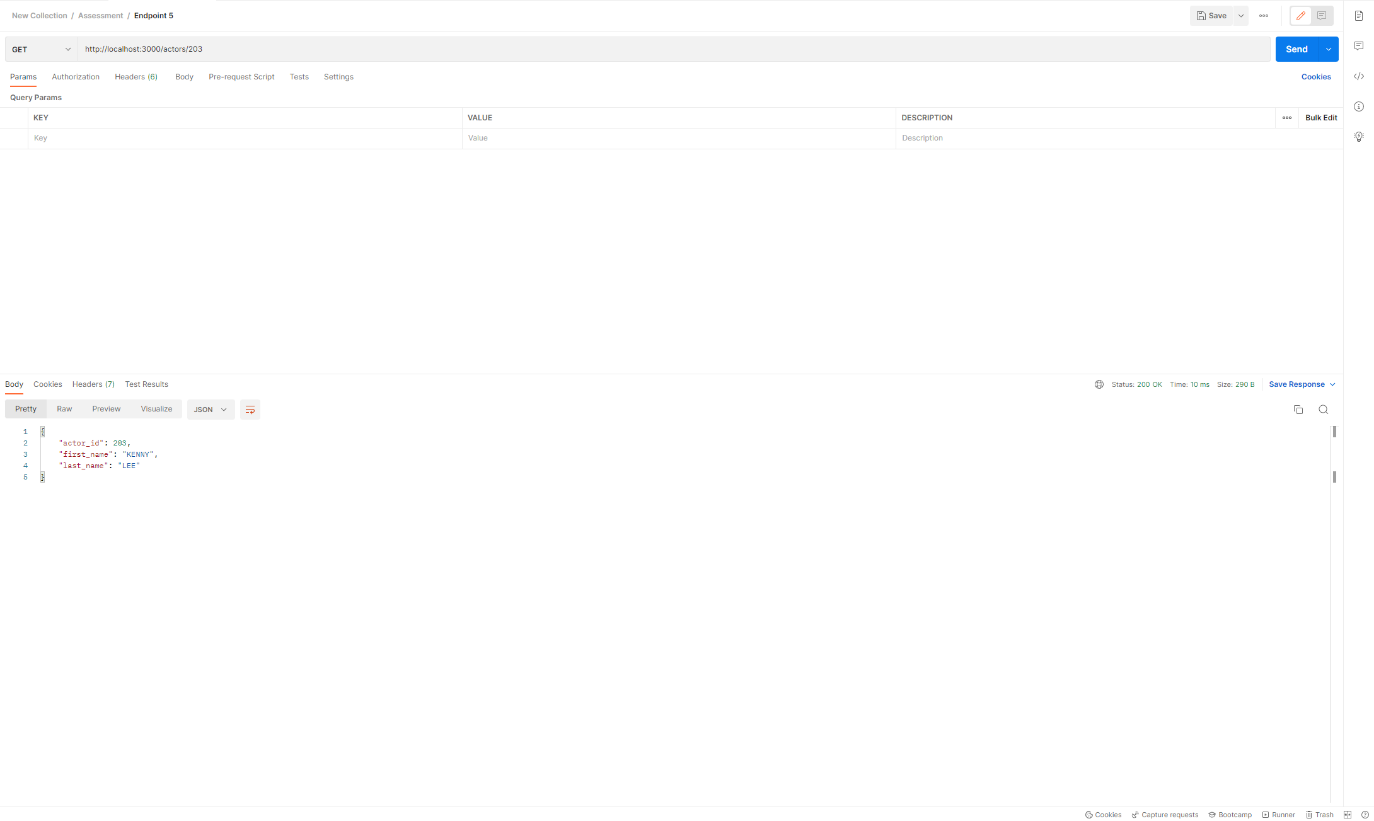 New Collection / Assessment / Endpoint 5
Save
GET
http://localhost:3000/actors/203
Send
Params Authorization Headers (6) Body Pre-request Script Tests Settings
Cookies
Query Params
KEY VALUE DESCRIPTION
Bulk Edit
Key Value Description
Body Cookies Headers (7) Test Results
Status: 200 OK Time: 10 ms Size: 290 B Save Response
Pretty Raw Preview Visualize JSON
1 {
2 "actor_id": 203,
3 "first_name": "KENNY",
4 "last_name": "LEE"
5 }
Cookies Capture requests Bootcamp Runner Trash